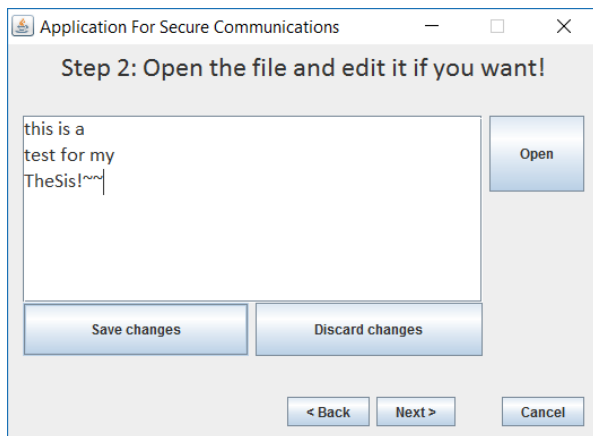 Application For Secure Communications
Step 2: Open the file and edit it if you want!
this is a
test for my
TheSis!~~
Open
Save changes
Discard changes
< Back
Next >
Cancel